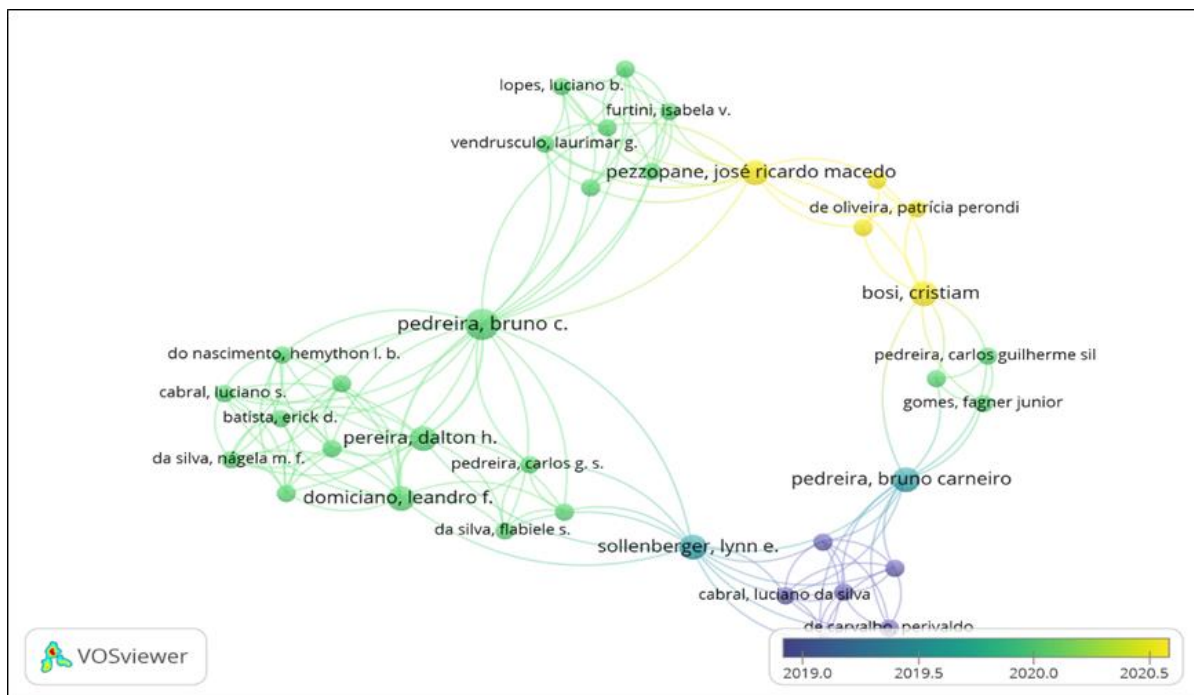 lopes, luciano b.
furtini, isabela v.
vendrusculo, laurimar g.
pezzopane, josé ricardo macedo
de oliveira, patrícia perondi
bosi, cristiam
pedreira, bruno c.
do nascimento, hemython l. b.
pedreira, carlos guilherme sil
cabral, luciano s.
gomes, fagner junior
batista, erick d.
pereira, dalton h.
da silva, nágela m. f.
pedreira, carlos g. s.
pedreira, bruno carneiro
domiciano, leandro f.
da silva, flabiele s.
sollenberger, lynn e.
cabral, luciano da silva
de carvalho, perivaldo
VOSviewer
2019.0 2019.5 2020.0 2020.5